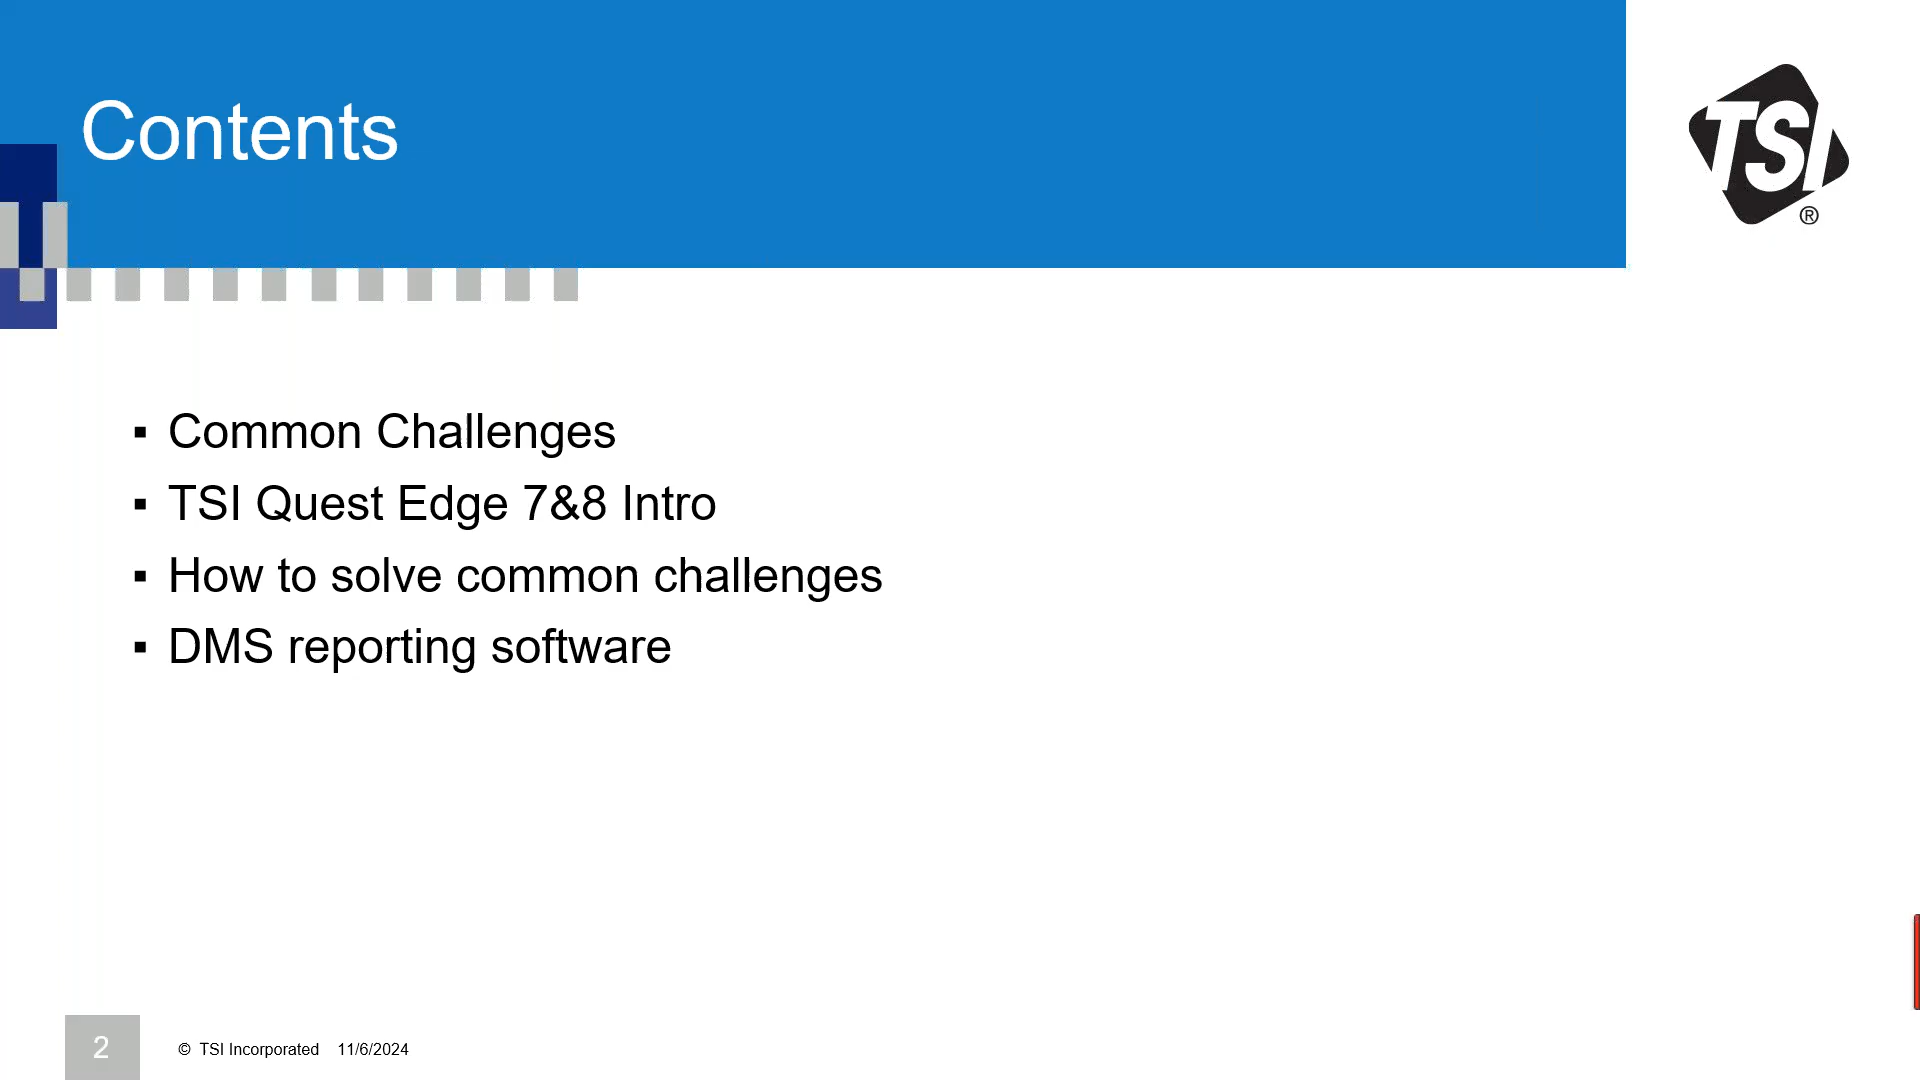 Contents
TSI
®
▪ Common Challenges
▪ TSI Quest Edge 7&8 Intro
▪ How to solve common challenges
▪ DMS reporting software
2
© TSI Incorporated 11/6/2024